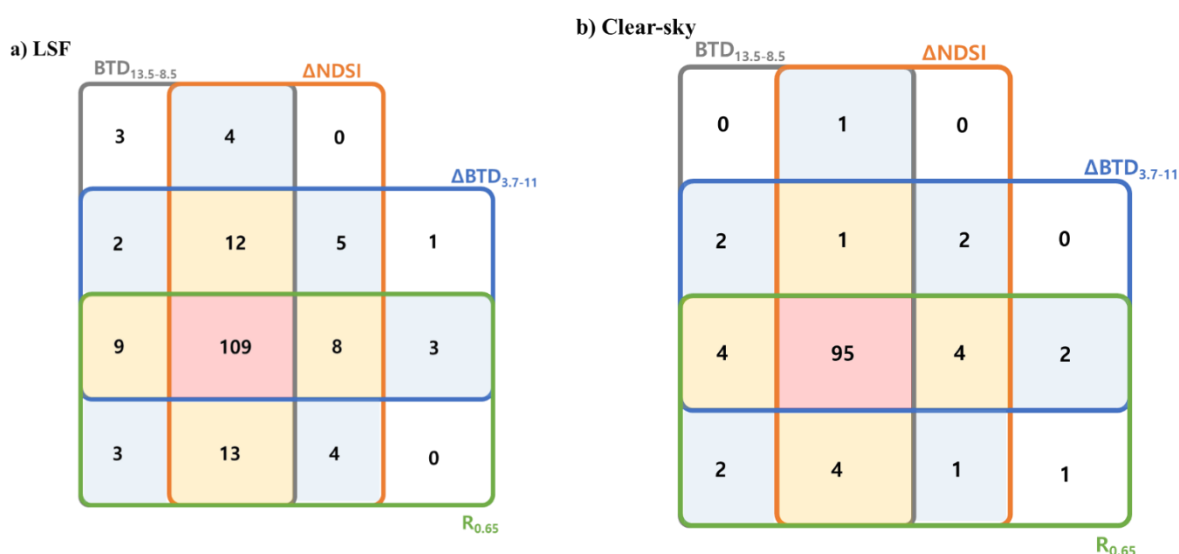 a) LSF
BTD13.5-8.5
ΔNDSI
3 4 0
ΔBTD3.7-11
2 12 5 1
9 109 8 3
3 13 4 0
R0.65
b) Clear-sky
BTD13.5-8.5
ΔNDSI
0 1 0
ΔBTD3.7-11
2 1 2 0
4 95 4 2
2 4 1 1
R0.65